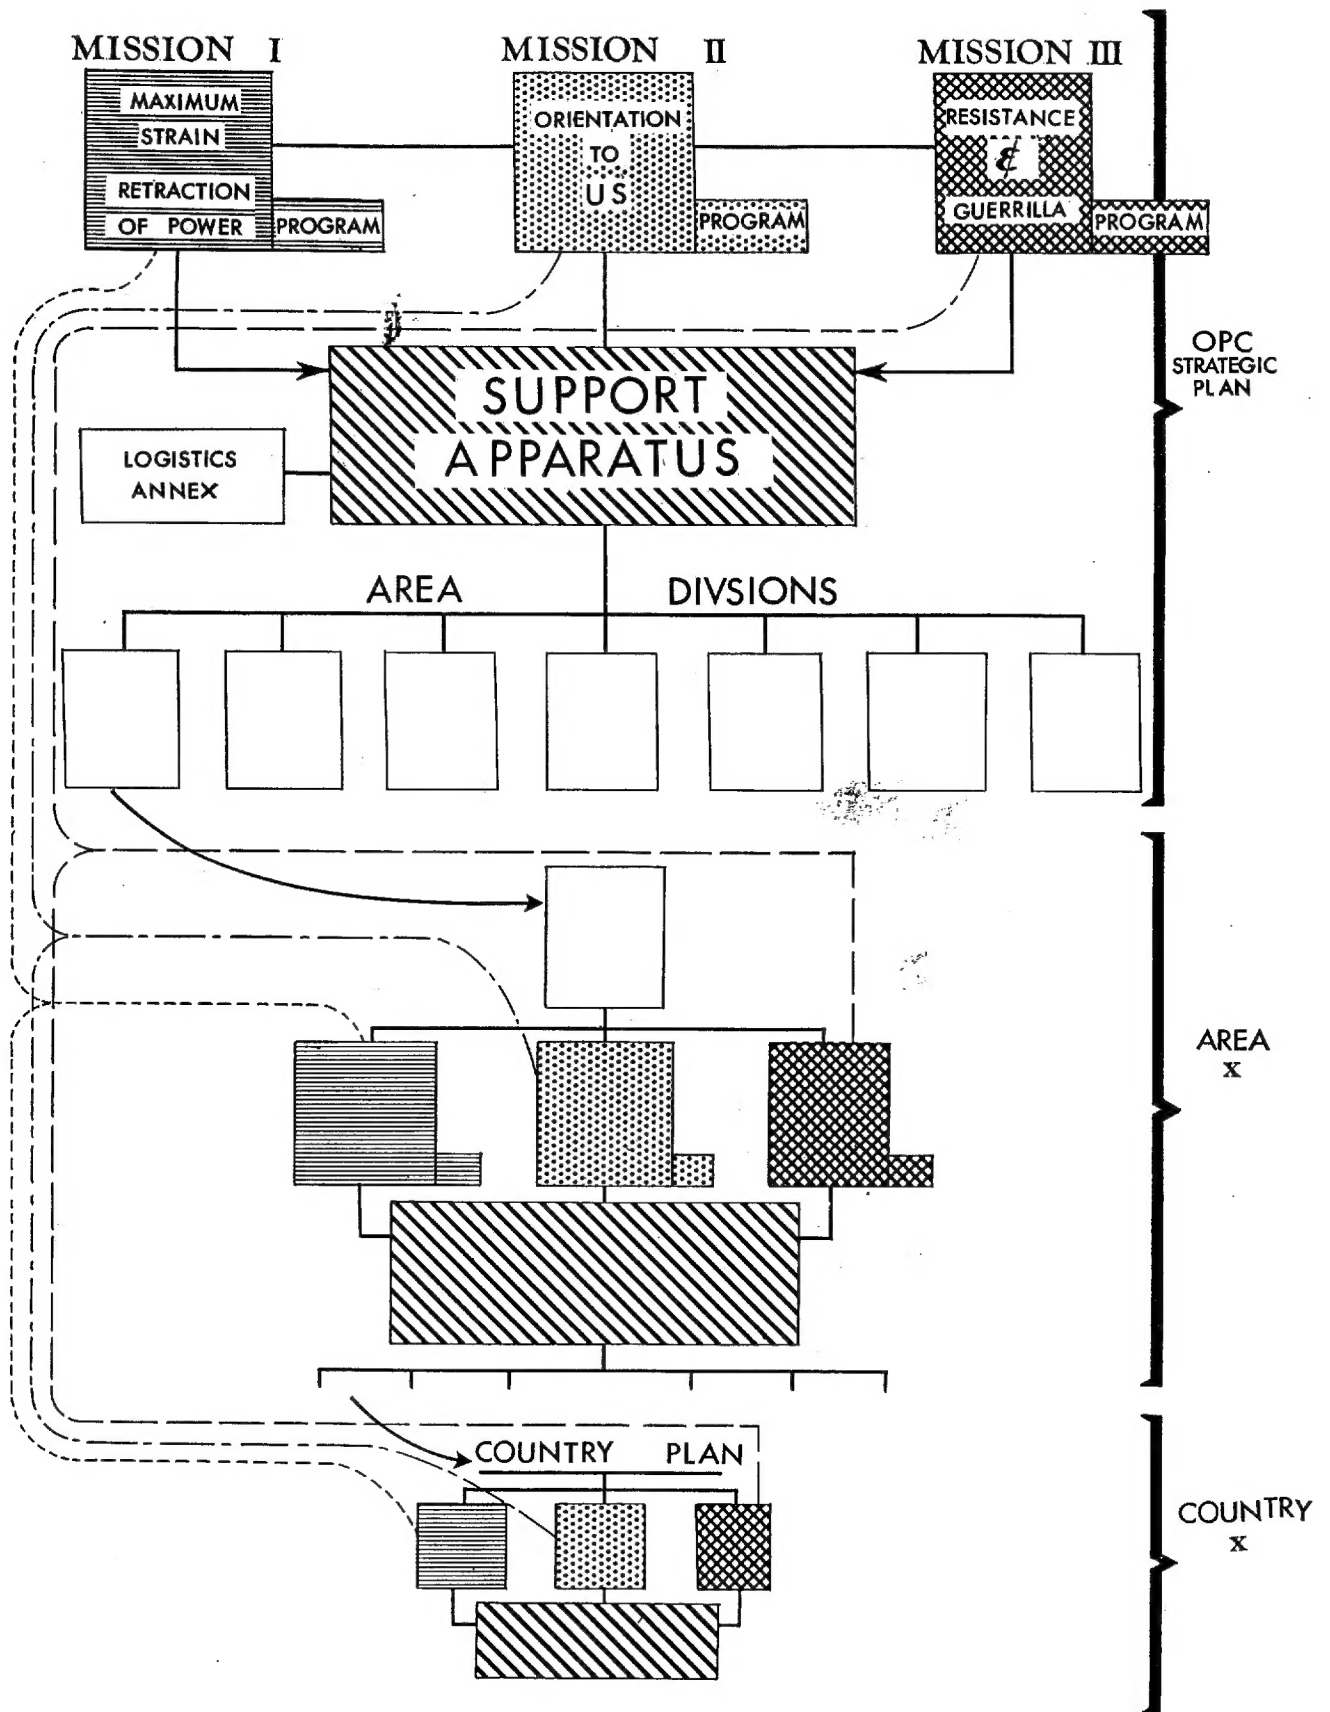 MISSION I
MISSION II
MISSION III
MAXIMUM
STRAIN
RETRACTION
OF POWER
PROGRAM
ORIENTATION
TO
US
PROGRAM
RESISTANCE
&
GUERRILLA
PROGRAM
OPC
STRATEGIC
PLAN
SUPPORT
APPARATUS
LOGISTICS
ANNEX
AREA DIVSIONS
AREA
X
COUNTRY PLAN
COUNTRY
X